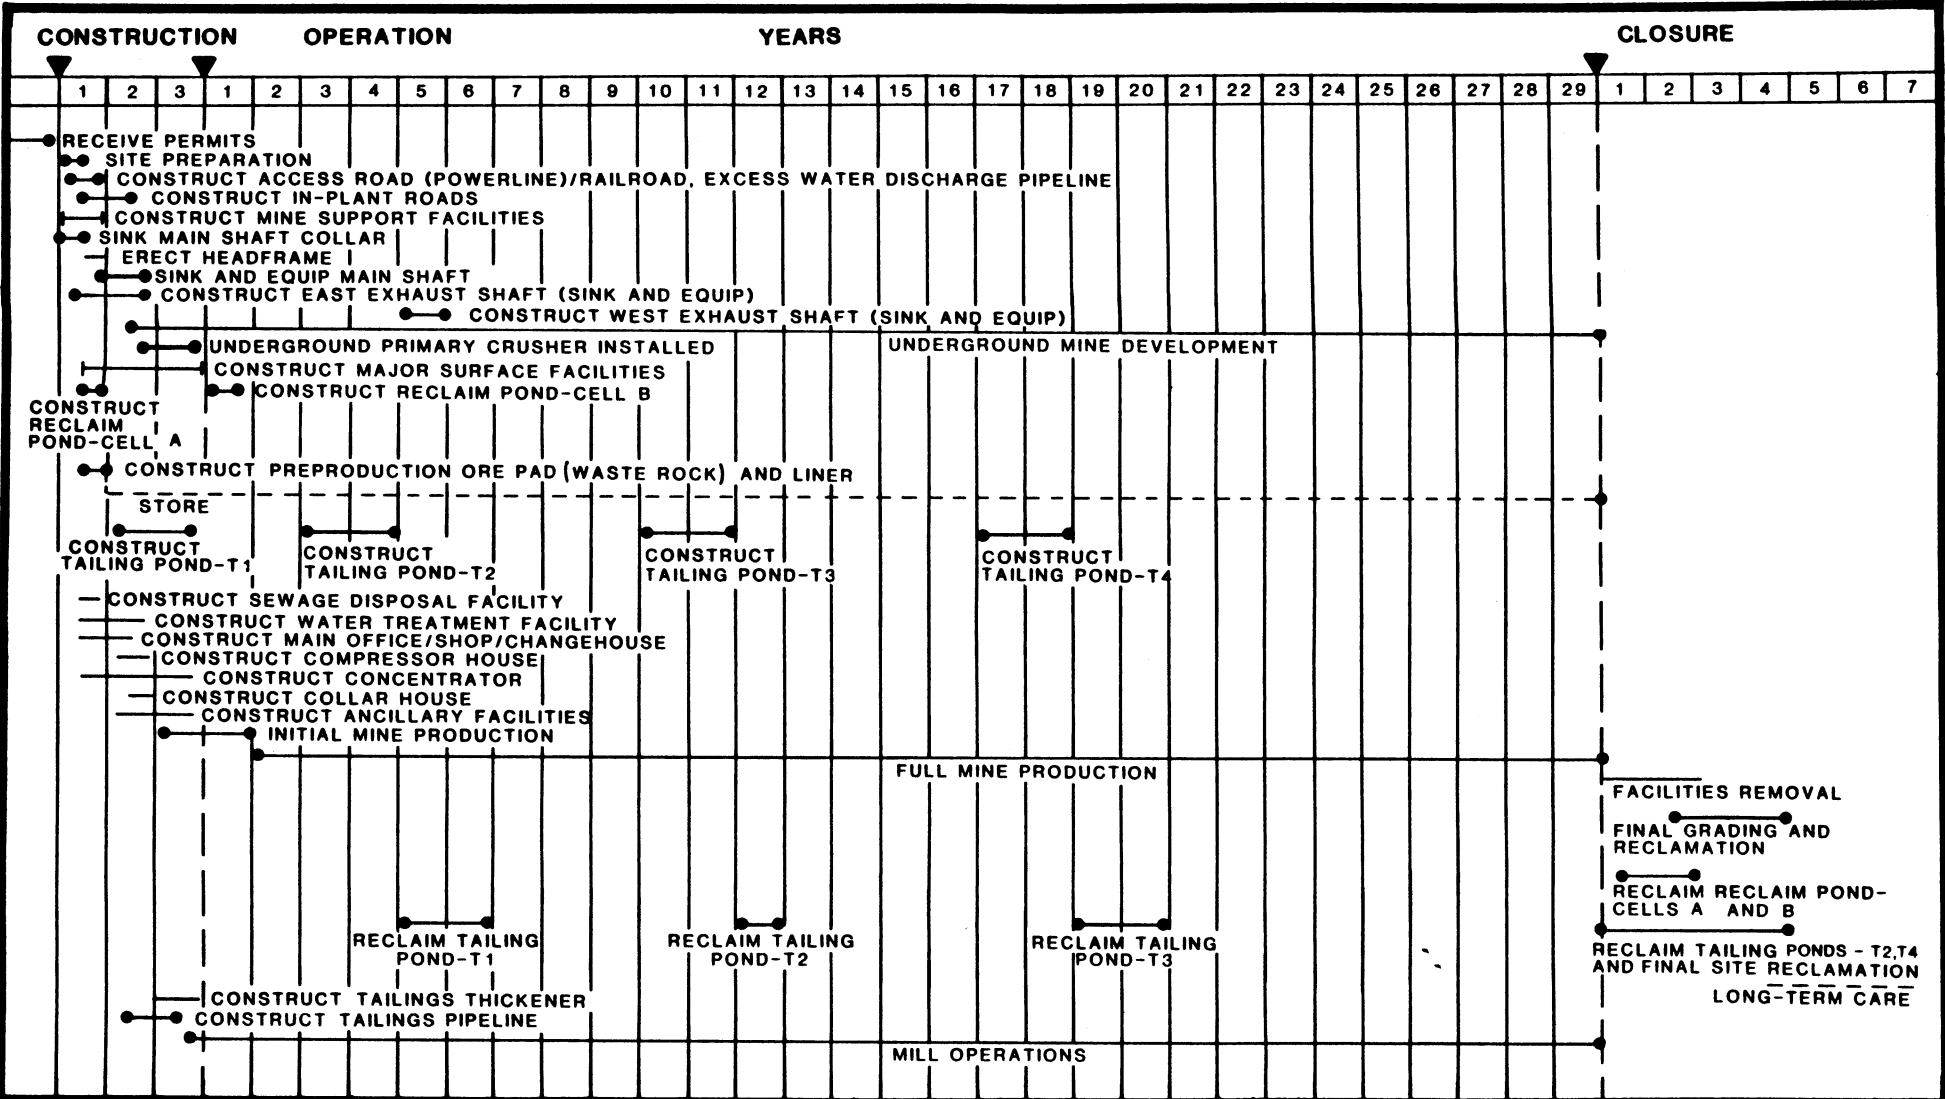 CONSTRUCTION OPERATION YEARS CLOSURE
1 2 3 1 2 3 4 5 6 7 8 9 10 11 12 13 14 15 16 17 18 19 20 21 22 23 24 25 26 27 28 29 1 2 3 4 5 6 7
RECEIVE PERMITS
SITE PREPARATION
CONSTRUCT ACCESS ROAD (POWERLINE)/RAILROAD, EXCESS WATER DISCHARGE PIPELINE
CONSTRUCT IN-PLANT ROADS
CONSTRUCT MINE SUPPORT FACILITIES
SINK MAIN SHAFT COLLAR
ERECT HEADFRAME
SINK AND EQUIP MAIN SHAFT
CONSTRUCT EAST EXHAUST SHAFT (SINK AND EQUIP)
CONSTRUCT WEST EXHAUST SHAFT (SINK AND EQUIP)
UNDERGROUND PRIMARY CRUSHER INSTALLED
UNDERGROUND MINE DEVELOPMENT
CONSTRUCT MAJOR SURFACE FACILITIES
CONSTRUCT RECLAIM POND-CELL B
CONSTRUCT
RECLAIM
POND-CELL A
CONSTRUCT PREPRODUCTION ORE PAD (WASTE ROCK) AND LINER
STORE
CONSTRUCT
TAILING POND-T1
CONSTRUCT
TAILING POND-T2
CONSTRUCT
TAILING POND-T3
CONSTRUCT
TAILING POND-T4
CONSTRUCT SEWAGE DISPOSAL FACILITY
CONSTRUCT WATER TREATMENT FACILITY
CONSTRUCT MAIN OFFICE/SHOP/CHANGEHOUSE
CONSTRUCT COMPRESSOR HOUSE
CONSTRUCT CONCENTRATOR
CONSTRUCT COLLAR HOUSE
CONSTRUCT ANCILLARY FACILITIES
INITIAL MINE PRODUCTION
FULL MINE PRODUCTION
FACILITIES REMOVAL
FINAL GRADING AND
RECLAMATION
RECLAIM RECLAIM POND-
CELLS A AND B
RECLAIM TAILING
POND-T1
RECLAIM TAILING
POND-T2
RECLAIM TAILING
POND-T3
RECLAIM TAILING PONDS - T2,T4
AND FINAL SITE RECLAMATION
LONG-TERM CARE
CONSTRUCT TAILINGS THICKENER
CONSTRUCT TAILINGS PIPELINE
MILL OPERATIONS